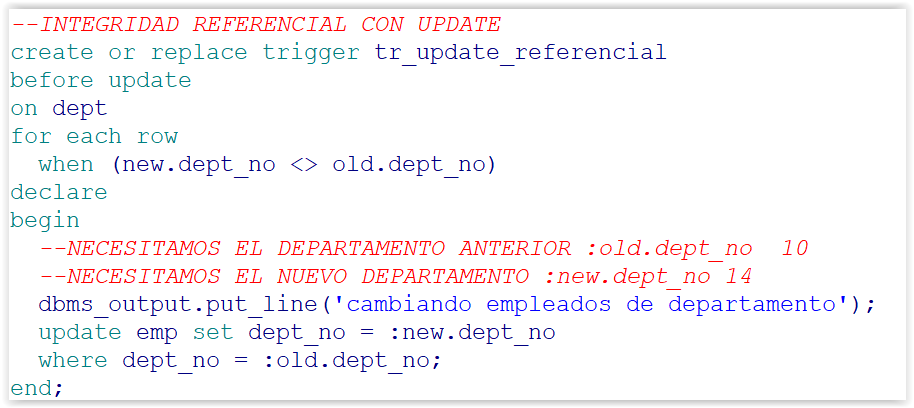 --INTEGRIDAD REFERENCIAL CON UPDATE
create or replace trigger tr_update_referencial
before update
on dept
for each row
  when (new.dept_no <> old.dept_no)
declare
begin
  --NECESITAMOS EL DEPARTAMENTO ANTERIOR :old.dept_no  10
  --NECESITAMOS EL NUEVO DEPARTAMENTO :new.dept_no 14
  dbms_output.put_line('cambiando empleados de departamento');
  update emp set dept_no = :new.dept_no
  where dept_no = :old.dept_no;
end;